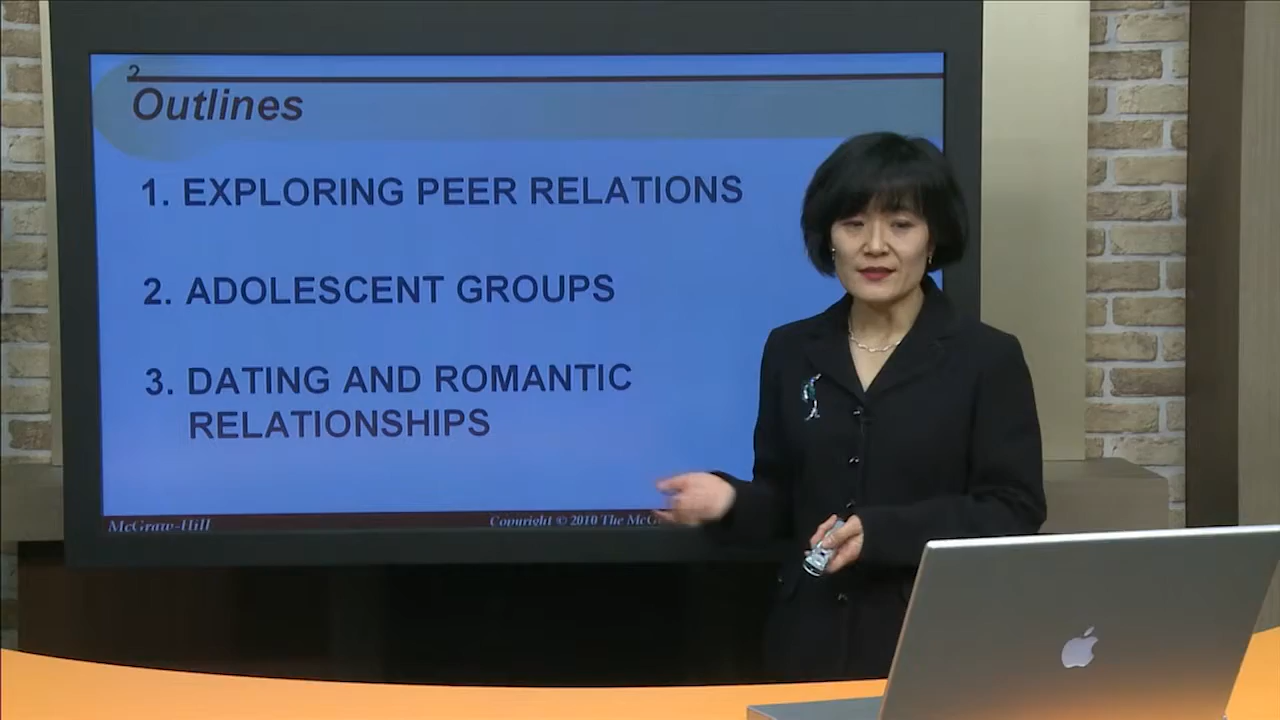 2
Outlines
1. EXPLORING PEER RELATIONS
2. ADOLESCENT GROUPS
3. DATING AND ROMANTIC
RELATIONSHIPS
McGraw-Hill
Copyright © 2010 The